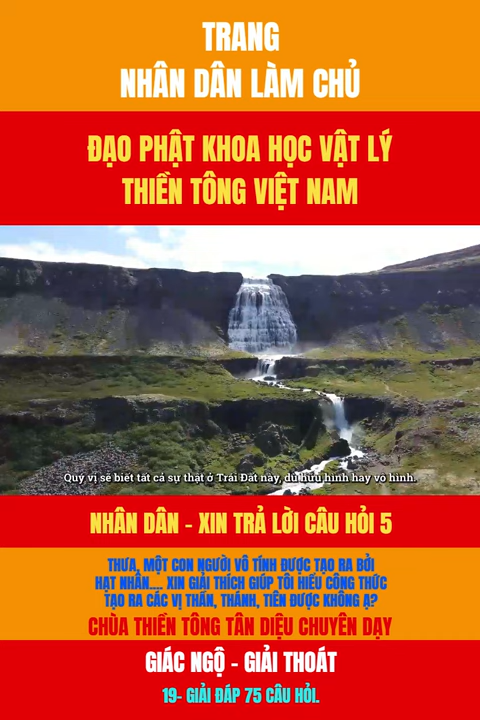 TRANG
NHÂN DÂN LÀM CHỦ
ĐẠO PHẬT KHOA HỌC VẬT LÝ
THIỀN TÔNG VIỆT NAM
Quý vị sẽ biết tất cả sự thật ở Trái Đất này, dù hữu hình hay vô hình.
NHÂN DÂN - XIN TRẢ LỜI CÂU HỎI 5
THƯA, MỘT CON NGƯỜI VÔ TÍNH ĐƯỢC TẠO RA BỞI
HẠT NHÂN.... XIN GIẢI THÍCH GIÚP TÔI HIỂU CÔNG THỨC
TẠO RA CÁC VỊ THẦN, THÁNH, TIÊN ĐƯỢC KHÔNG Ạ?
CHÙA THIỀN TÔNG TÂN DIỆU CHUYÊN DẠY
GIÁC NGỘ - GIẢI THOÁT
19- GIẢI ĐÁP 75 CÂU HỎI.